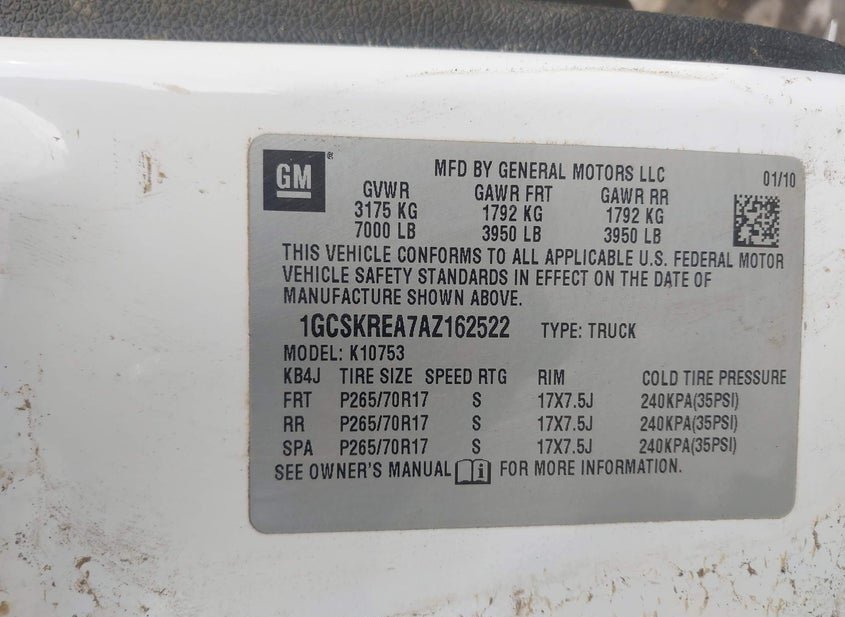 GM ®
MFD BY GENERAL MOTORS LLC 01/10
GVWR GAWR FRT GAWR RR
3175 KG 1792 KG 1792 KG
7000 LB 3950 LB 3950 LB
THIS VEHICLE CONFORMS TO ALL APPLICABLE U.S. FEDERAL MOTOR
VEHICLE SAFETY STANDARDS IN EFFECT ON THE DATE OF
MANUFACTURE SHOWN ABOVE.
1GCSKREA7AZ162522 TYPE: TRUCK
MODEL: K10753
KB4J TIRE SIZE SPEED RTG RIM COLD TIRE PRESSURE
FRT P265/70R17 S 17X7.5J 240KPA(35PSI)
RR P265/70R17 S 17X7.5J 240KPA(35PSI)
SPA P265/70R17 S 17X7.5J 240KPA(35PSI)
SEE OWNER'S MANUAL i FOR MORE INFORMATION.